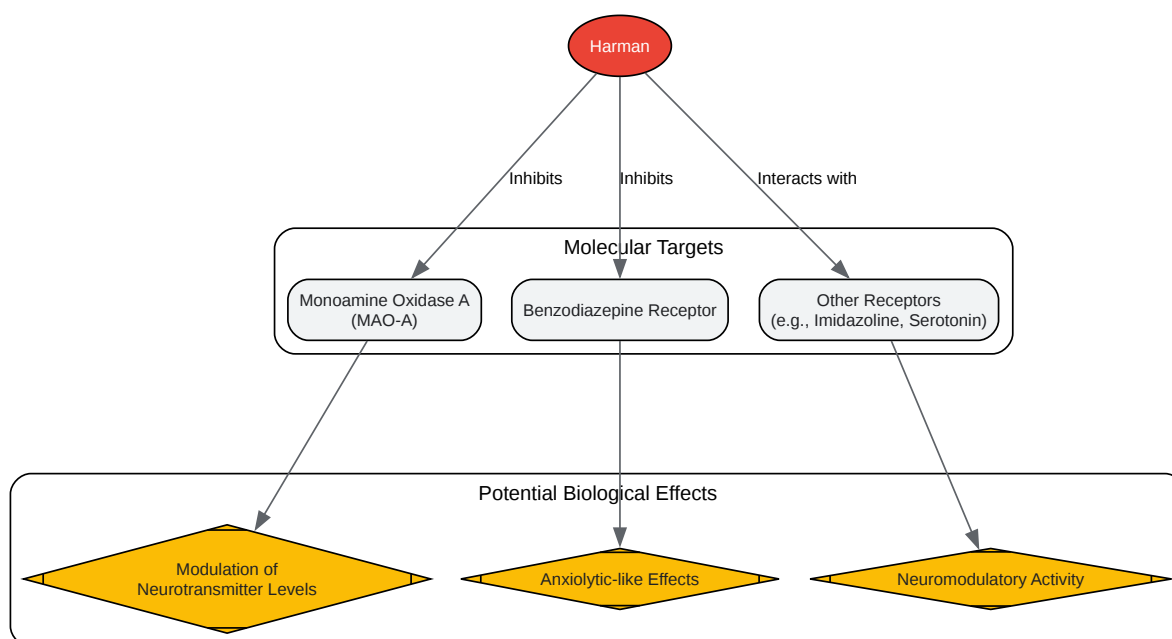 Harman
Inhibits
Inhibits
Interacts with
Molecular Targets
Monoamine Oxidase A
(MAO-A)
Benzodiazepine Receptor
Other Receptors
(e.g., Imidazoline, Serotonin)
Potential Biological Effects
Modulation of
Neurotransmitter Levels
Anxiolytic-like Effects
Neuromodulatory Activity